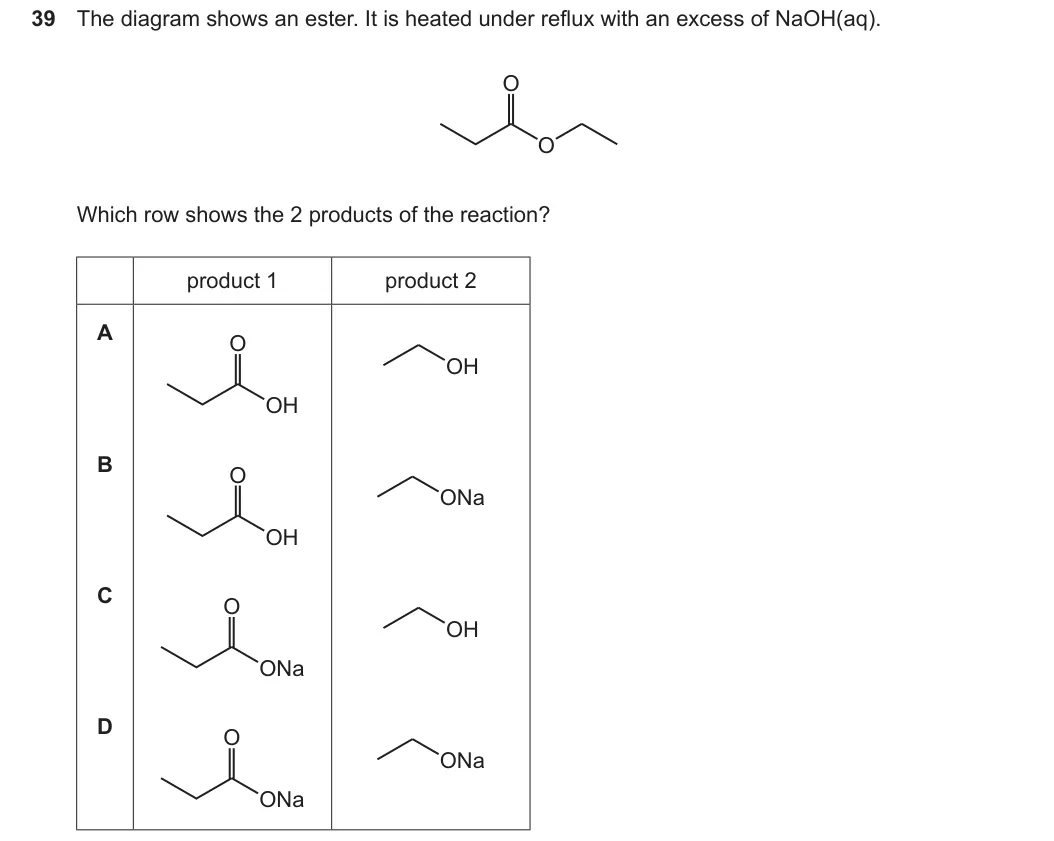 39 The diagram shows an ester. It is heated under reflux with an excess of NaOH(aq).
O
O
Which row shows the 2 products of the reaction?
product 1 product 2
A
O
OH
OH
B
O
OH
ONa
C
O
ONa
OH
D
O
ONa
ONa